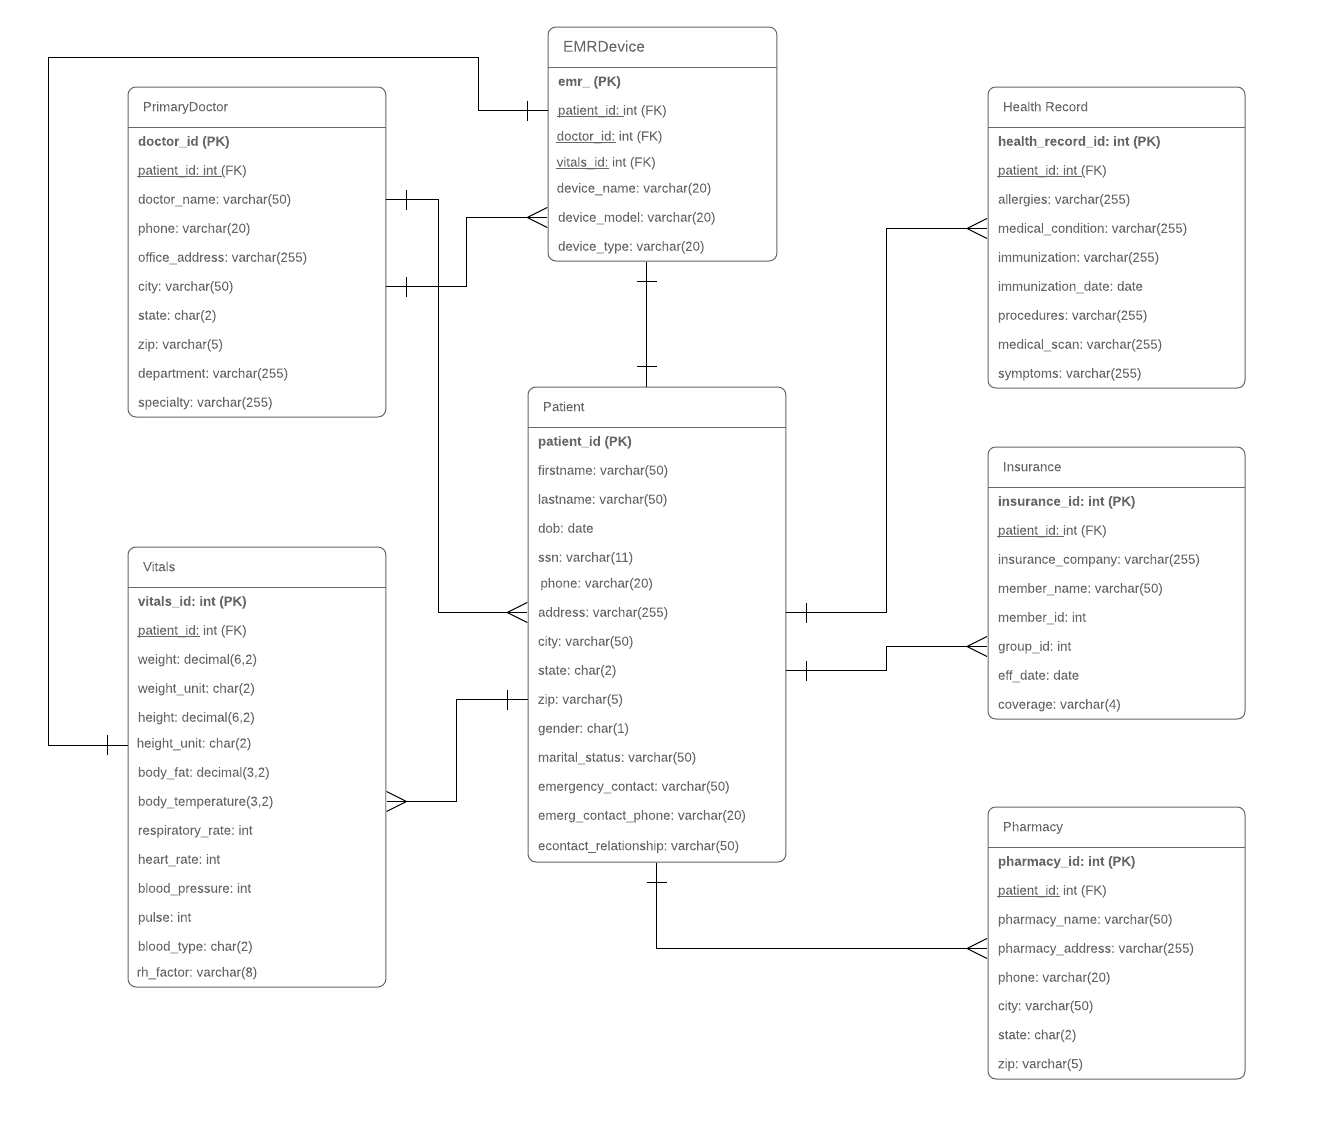 EMRDevice
emr_ (PK)
patient_id: int (FK)
doctor_id: int (FK)
vitals_id: int (FK)
device_name: varchar(20)
device_model: varchar(20)
device_type: varchar(20)
PrimaryDoctor
doctor_id (PK)
patient_id: int (FK)
doctor_name: varchar(50)
phone: varchar(20)
office_address: varchar(255)
city: varchar(50)
state: char(2)
zip: varchar(5)
department: varchar(255)
specialty: varchar(255)
Health Record
health_record_id: int (PK)
patient_id: int (FK)
allergies: varchar(255)
medical_condition: varchar(255)
immunization: varchar(255)
immunization_date: date
procedures: varchar(255)
medical_scan: varchar(255)
symptoms: varchar(255)
Patient
patient_id (PK)
firstname: varchar(50)
lastname: varchar(50)
dob: date
ssn: varchar(11)
phone: varchar(20)
address: varchar(255)
city: varchar(50)
state: char(2)
zip: varchar(5)
gender: char(1)
marital_status: varchar(50)
emergency_contact: varchar(50)
emerg_contact_phone: varchar(20)
econtact_relationship: varchar(50)
Insurance
insurance_id: int (PK)
patient_id: int (FK)
insurance_company: varchar(255)
member_name: varchar(50)
member_id: int
group_id: int
eff_date: date
coverage: varchar(4)
Vitals
vitals_id: int (PK)
patient_id: int (FK)
weight: decimal(6,2)
weight_unit: char(2)
height: decimal(6,2)
height_unit: char(2)
body_fat: decimal(3,2)
body_temperature(3,2)
respiratory_rate: int
heart_rate: int
blood_pressure: int
pulse: int
blood_type: char(2)
rh_factor: varchar(8)
Pharmacy
pharmacy_id: int (PK)
patient_id: int (FK)
pharmacy_name: varchar(50)
pharmacy_address: varchar(255)
phone: varchar(20)
city: varchar(50)
state: char(2)
zip: varchar(5)